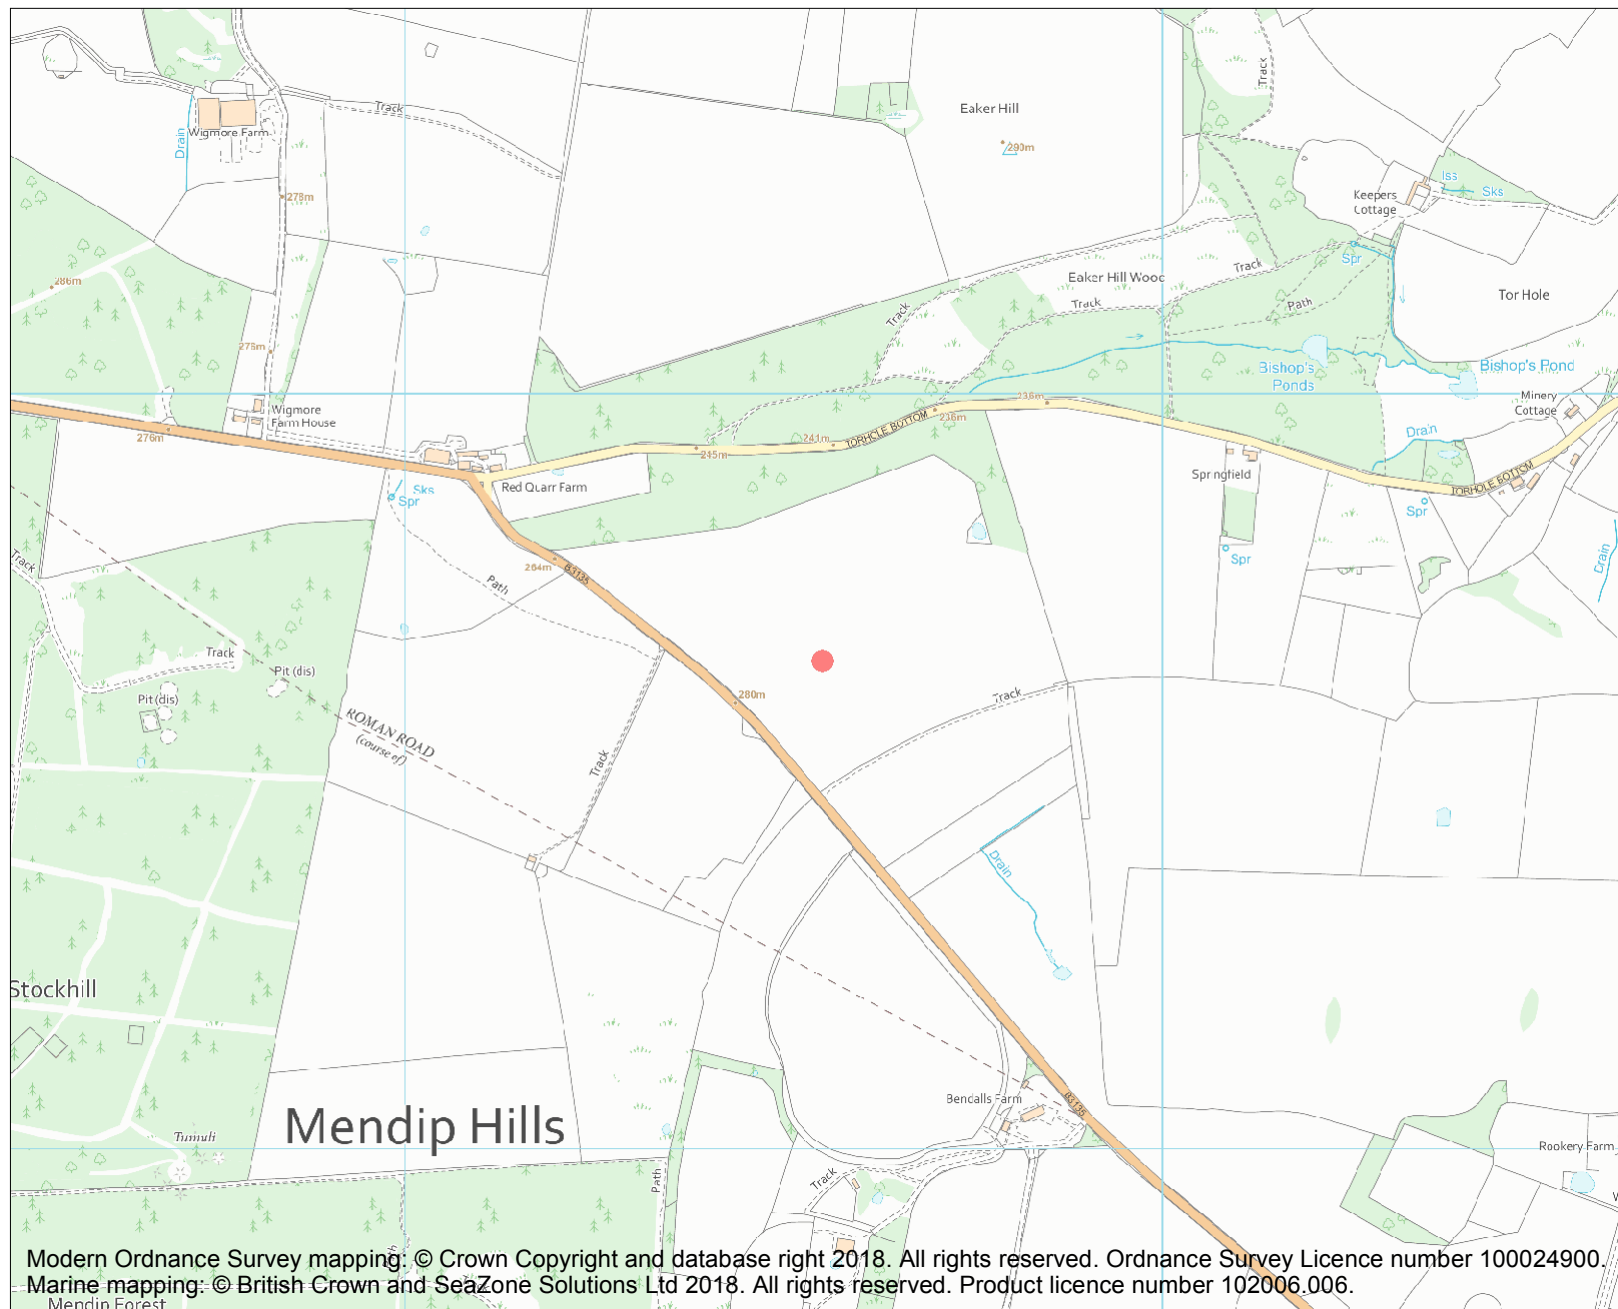 Track
Eaker Hill
290m
Track
Wigmore Farm
Drain
278m
Iss
Sks
Keepers
Cottage
Spr
Track
Eaker Hill Wood
Track
Path
Tor Hole
286m
Track
278m
Bishop's
Ponds
Bishop's Pond
Minery
Cottage
Wigmore
Farm House
276m
TORHOLE BOTTOM
236m
236m
241m
245m
Drain
Springfield
Red Quarr Farm
Sks
Spr
TORHOLE BOTTOM
Spr
Spr
Drain
Track
264m
B3135
Path
Track
Pit (dis)
Pit (dis)
280m
Track
ROMAN ROAD
(course of)
Track
Drain
Stockhill
Mendip Hills
Bendalls Farm
B3135
Tumuli
Rookery Farm
Path
Track
Modern Ordnance Survey mapping: © Crown Copyright and database right 2018. All rights reserved. Ordnance Survey Licence number 100024900.
Marine mapping: © British Crown and SeaZone Solutions Ltd 2018. All rights reserved. Product licence number 102006.006.
Mendip Forest